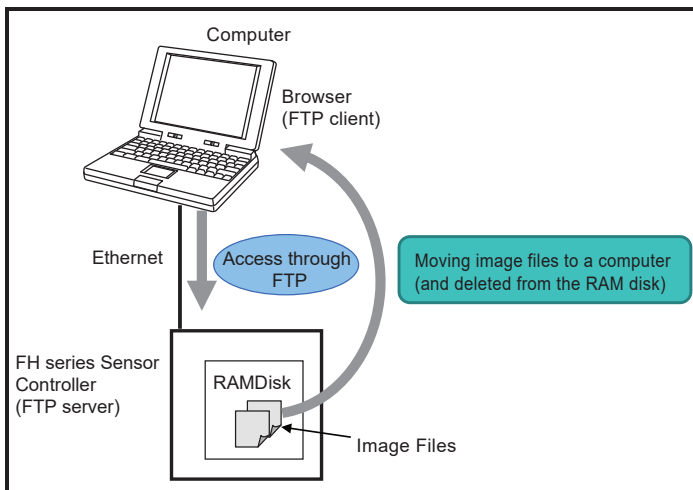 Computer
Browser
(FTP client)
Ethernet
Access through
FTP
Moving image files to a computer
(and deleted from the RAM disk)
FH series Sensor
Controller
(FTP server)
RAMDisk
Image Files